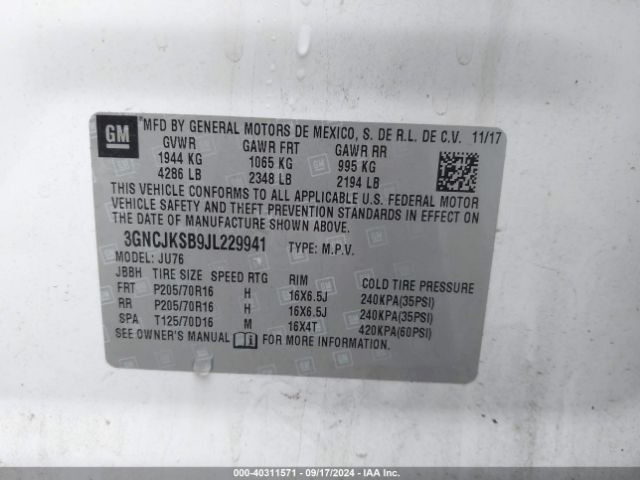 GM
MFD BY GENERAL MOTORS DE MEXICO, S. DE R.L. DE C.V. 11/17
GVWR GAWR FRT GAWR RR
1944 KG 1065 KG 995 KG
4286 LB 2348 LB 2194 LB
THIS VEHICLE CONFORMS TO ALL APPLICABLE U.S. FEDERAL MOTOR
VEHICLE SAFETY AND THEFT PREVENTION STANDARDS IN EFFECT ON
THE DATE OF MANUFACTURE SHOWN ABOVE.
3GNCJKSB9JL229941 TYPE: M.P.V.
MODEL: JU76
JBBH TIRE SIZE SPEED RTG RIM COLD TIRE PRESSURE
FRT P205/70R16 H 16X6.5J 240KPA(35PSI)
RR P205/70R16 H 16X6.5J 240KPA(35PSI)
SPA T125/70D16 M 16X4T 420KPA(60PSI)
SEE OWNER'S MANUAL FOR MORE INFORMATION.
000-40311571 - 09/17/2024 - IAA Inc.